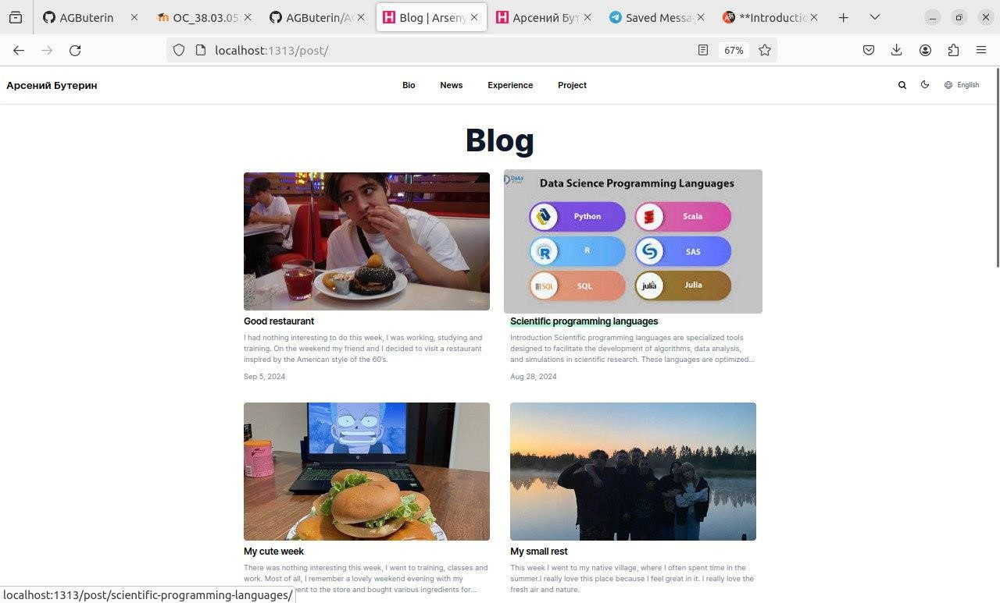 AGButerin
OC_38.03.05
AGButerin/AG
Blog | Arseny
Арсений Бут
Saved Messa
**Introductio
localhost:1313/post/
67%
Арсений Бутерин
Bio
News
Experience
Project
English
Blog
Data
Data Science Programming Languages
Python
Scala
R
SAS
SQL
SQL
julia
Julia
Good restaurant
I had nothing interesting to do this week, I was working, studying and
training. On the weekend my friend and I decided to visit a restaurant
inspired by the American style of the 60's.
Sep 5, 2024
Scientific programming languages
Introduction Scientific programming languages are specialized tools
designed to facilitate the development of algorithms, data analysis,
and simulations in scientific research. These languages are optimized...
Aug 28, 2024
My cute week
There was nothing interesting this week, I went to training, classes and
work. Most of all, I remember a lovely weekend evening with my
ent to the store and bought various ingredients for...
My small rest
This week I went to my native village, where I often spent time in the
summer.I really love this place because I feel great in it. I really love the
fresh air and nature.
localhost:1313/post/scientific-programming-languages/